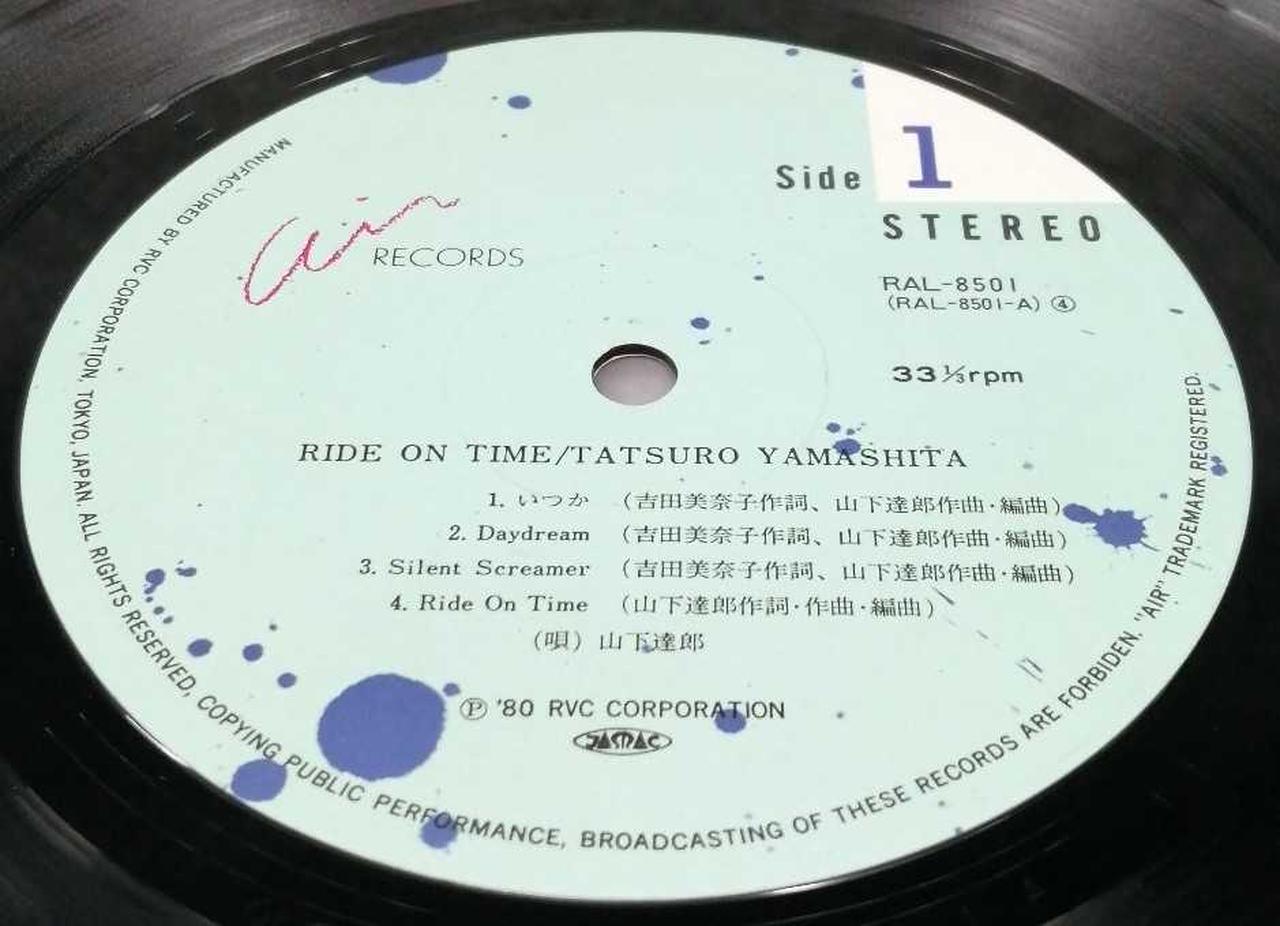 Side 1
STEREO
Air RECORDS
RAL-8501
(RAL-8501-A) ④
33⅓rpm
RIDE ON TIME/TATSURO YAMASHITA
1. いつか (吉田美奈子作詞、山下達郎作曲·編曲)
2. Daydream (吉田美奈子作詞、山下達郎作曲·編曲)
3. Silent Screamer (吉田美奈子作詞、山下達郎作曲·編曲)
4. Ride On Time (山下達郎作詞·作曲·編曲)
(唄) 山下達郎
Ⓟ '80 RVC CORPORATION
JASRAC
MANUFACTURED BY RVC CORPORATION, TOKYO, JAPAN. ALL RIGHTS RESERVED, COPYING PUBLIC PERFORMANCE, BROADCASTING OF THESE RECORDS ARE FORBIDEN. "AIR" TRADEMARK REGISTERED.